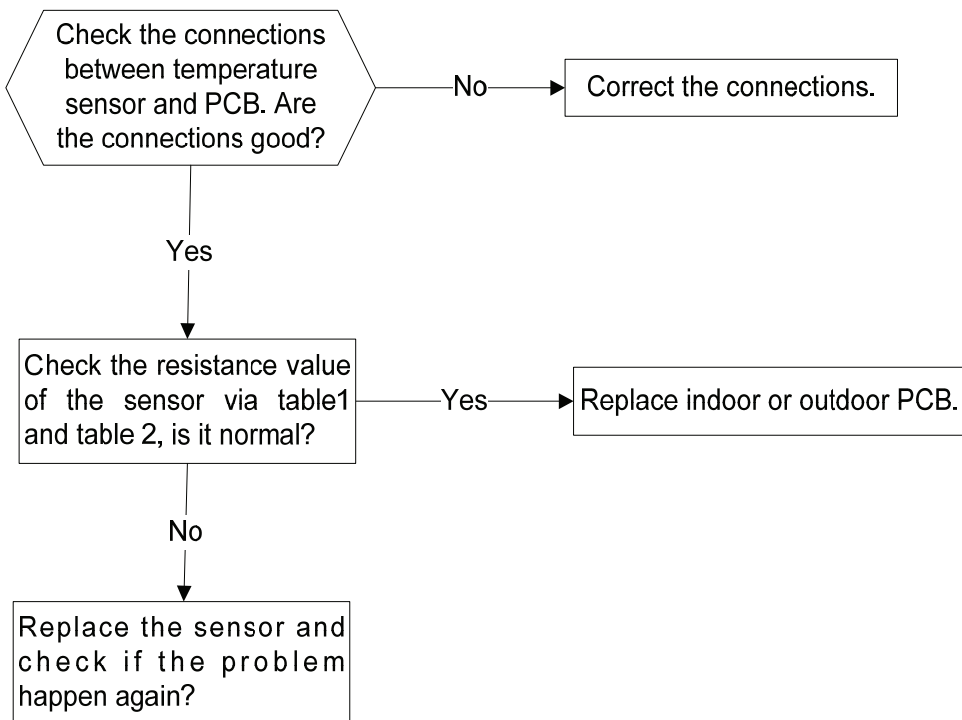 Check the connections
between temperature
sensor and PCB. Are
the connections good?
No
Correct the connections.
Yes
Check the resistance value
of the sensor via table1
and table 2, is it normal?
Yes
Replace indoor or outdoor PCB.
No
Replace the sensor and
check if the problem
happen again?